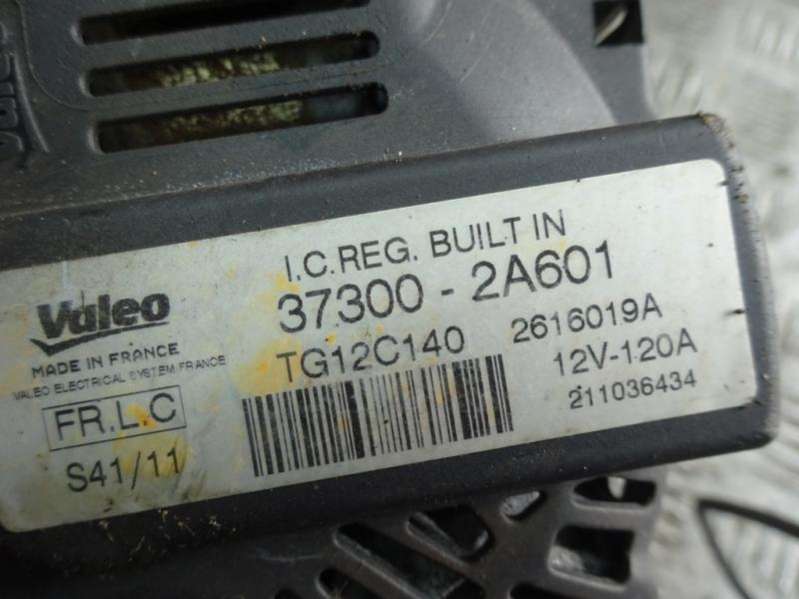 I.C.REG. BUILT IN
37300 - 2A601
TG12C140 2616019A
12V-120A
211036434
Valeo
MADE IN FRANCE
VALEO ELECTRICAL SYSTEM FRANCE
FR.L.C
S41/11